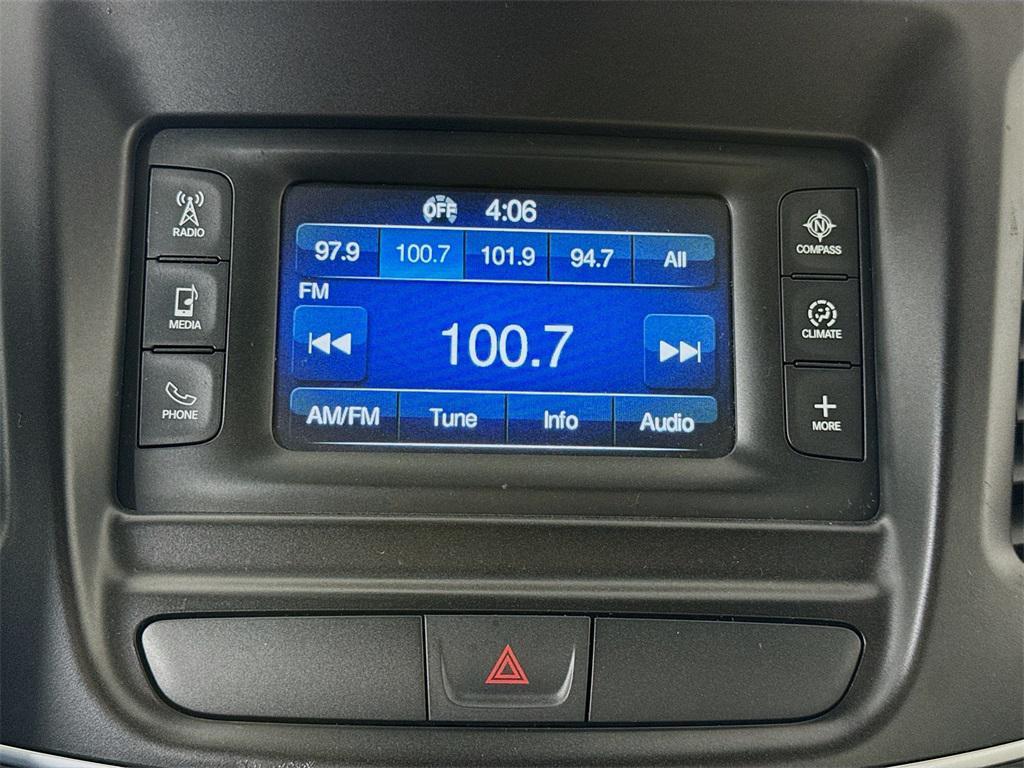 OFF 4:06
97.9 100.7 101.9 94.7 All
FM
100.7
AM/FM Tune Info Audio
RADIO
MEDIA
PHONE
N
COMPASS
CLIMATE
MORE